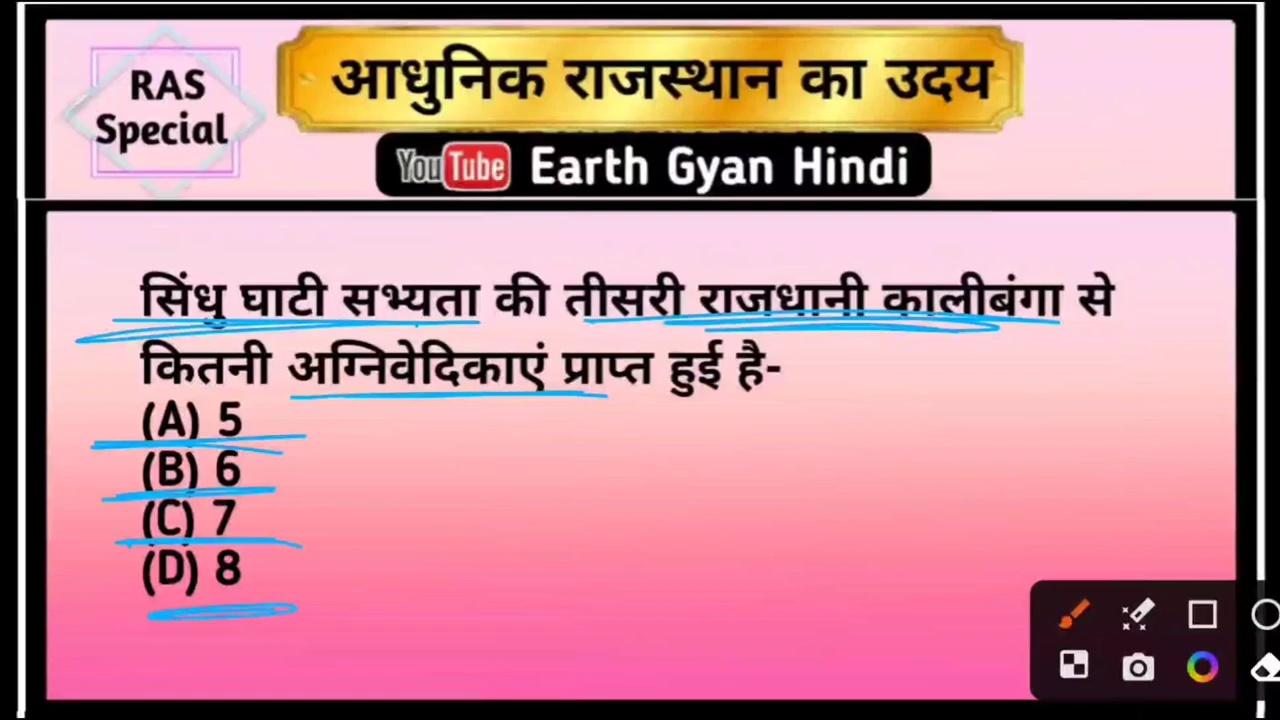 RAS
Special
आधुनिक राजस्थान का उदय
YouTube Earth Gyan Hindi
सिंधु घाटी सभ्यता की तीसरी राजधानी कालीबंगा से
कितनी अग्निवेदिकाएं प्राप्त हुई है-
(A) 5
(B) 6
(C) 7
(D) 8